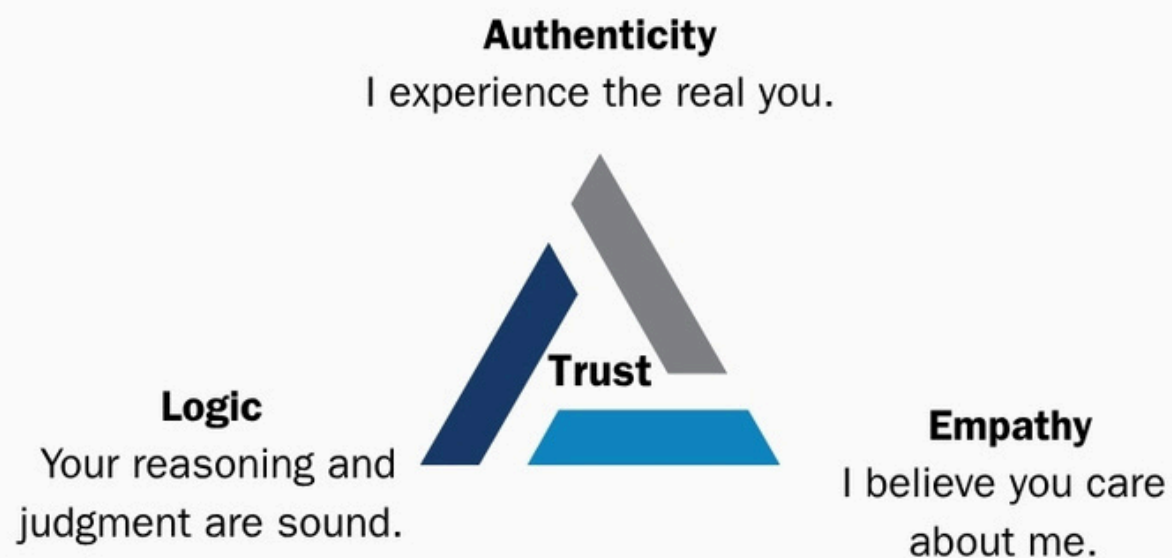 Authenticity
I experience the real you.
Trust
Logic
Your reasoning and
judgment are sound.
Empathy
I believe you care
about me.